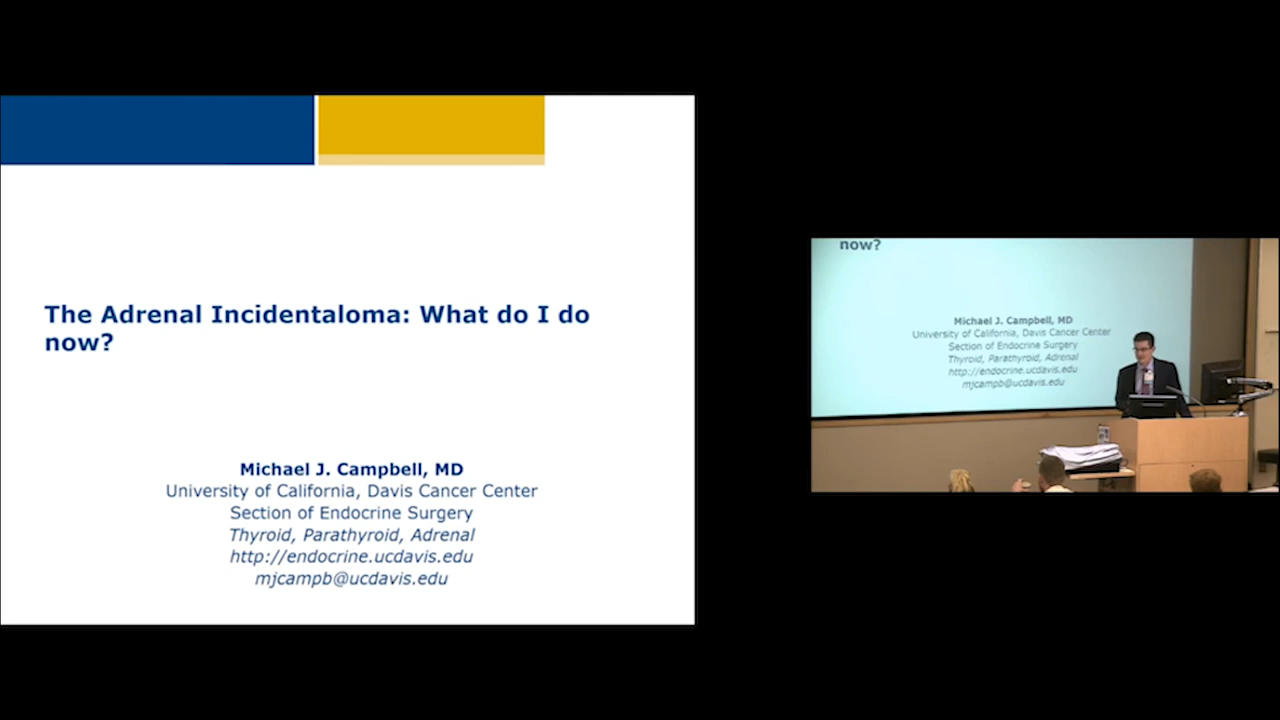 The Adrenal Incidentaloma: What do I do
now?
Michael J. Campbell, MD
University of California, Davis Cancer Center
Section of Endocrine Surgery
Thyroid, Parathyroid, Adrenal
http://endocrine.ucdavis.edu
mjcampb@ucdavis.edu
now?
Michael J. Campbell, MD
University of California, Davis Cancer Center
Section of Endocrine Surgery
Thyroid, Parathyroid, Adrenal
http://endocrine.ucdavis.edu
mjcampb@ucdavis.edu